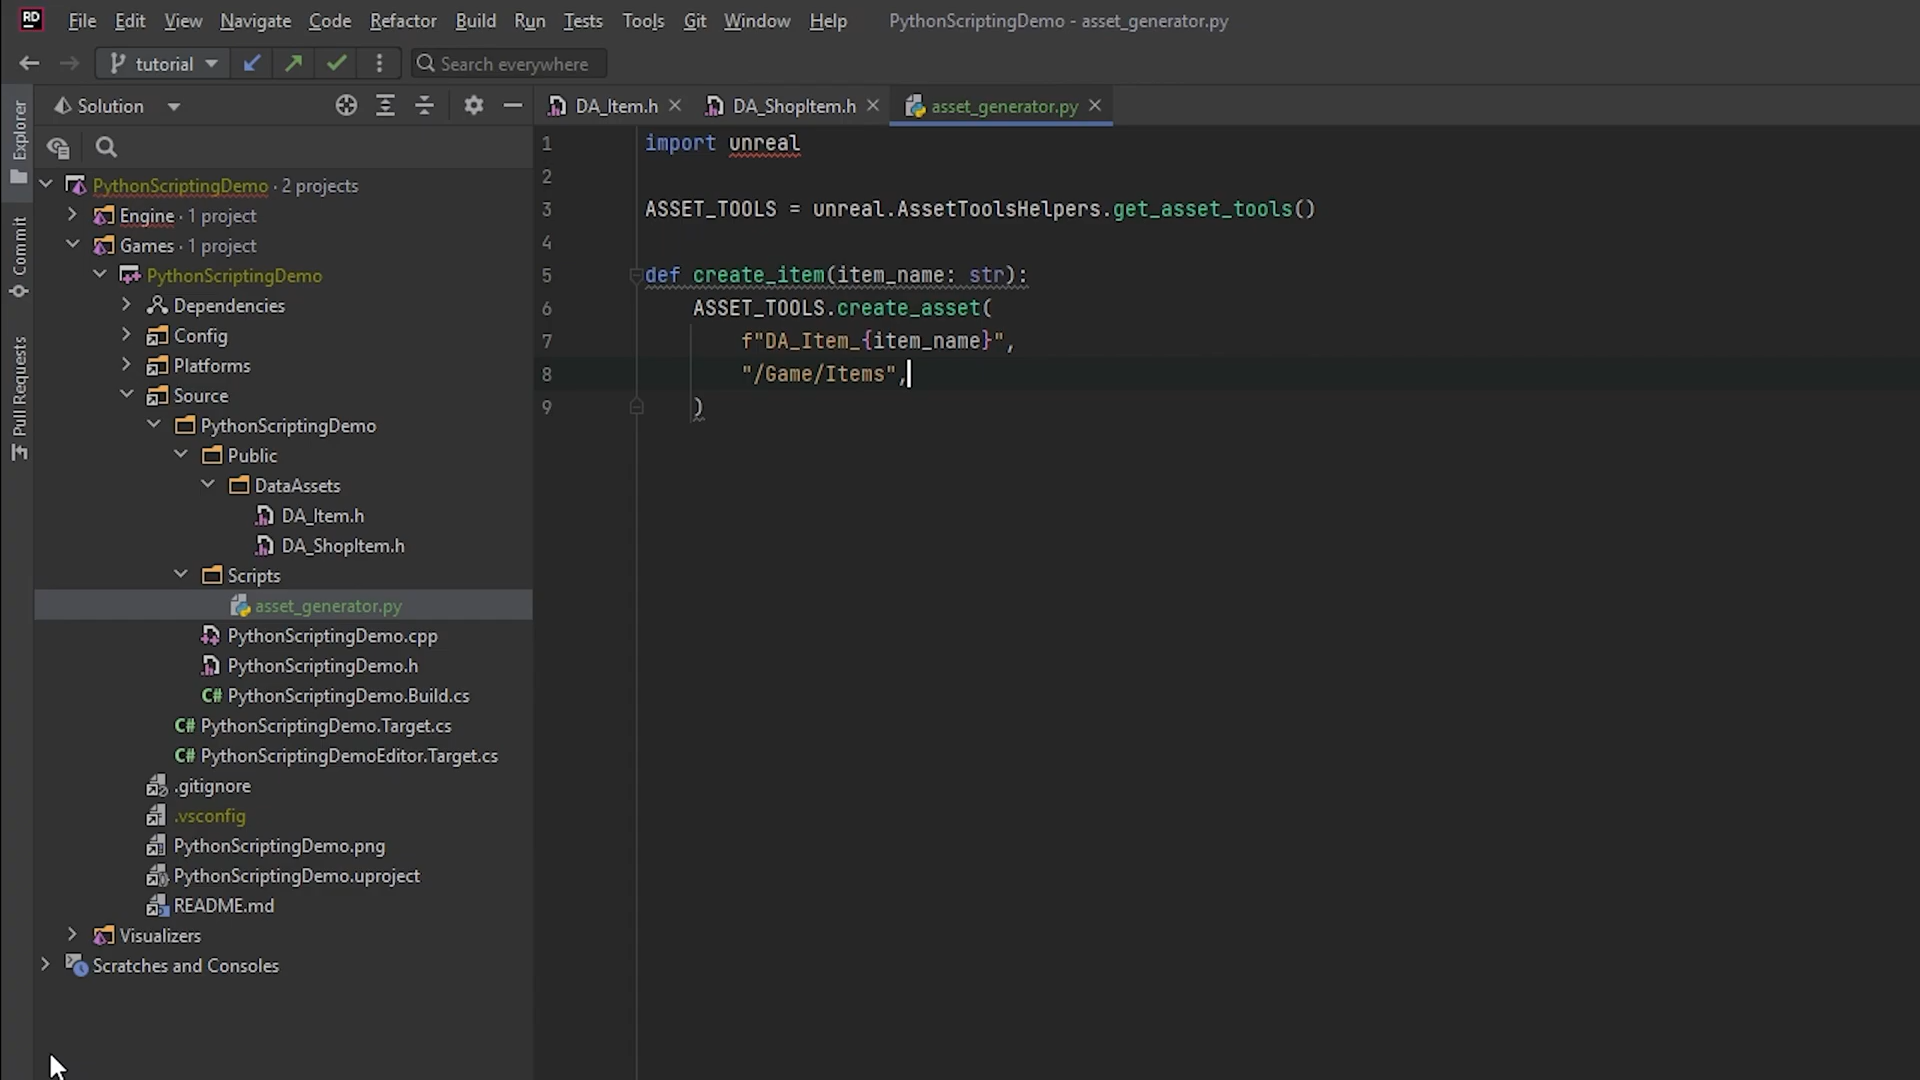 RD File Edit View Navigate Code Refactor Build Run Tests Tools Git Window Help PythonScriptingDemo - asset_generator.py
tutorial Search everywhere
Explorer
Commit
Pull Requests
Solution
PythonScriptingDemo · 2 projects
Engine · 1 project
Games · 1 project
PythonScriptingDemo
Dependencies
Config
Platforms
Source
PythonScriptingDemo
Public
DataAssets
DA_Item.h
DA_ShopItem.h
Scripts
asset_generator.py
PythonScriptingDemo.cpp
PythonScriptingDemo.h
C# PythonScriptingDemo.Build.cs
C# PythonScriptingDemo.Target.cs
C# PythonScriptingDemoEditor.Target.cs
.gitignore
.vsconfig
PythonScriptingDemo.png
PythonScriptingDemo.uproject
README.md
Visualizers
Scratches and Consoles
DA_Item.h DA_ShopItem.h asset_generator.py
1 import unreal
2
3 ASSET_TOOLS = unreal.AssetToolsHelpers.get_asset_tools()
4
5 def create_item(item_name: str):
6 ASSET_TOOLS.create_asset(
7 f"DA_Item_{item_name}",
8 "/Game/Items",
9 )